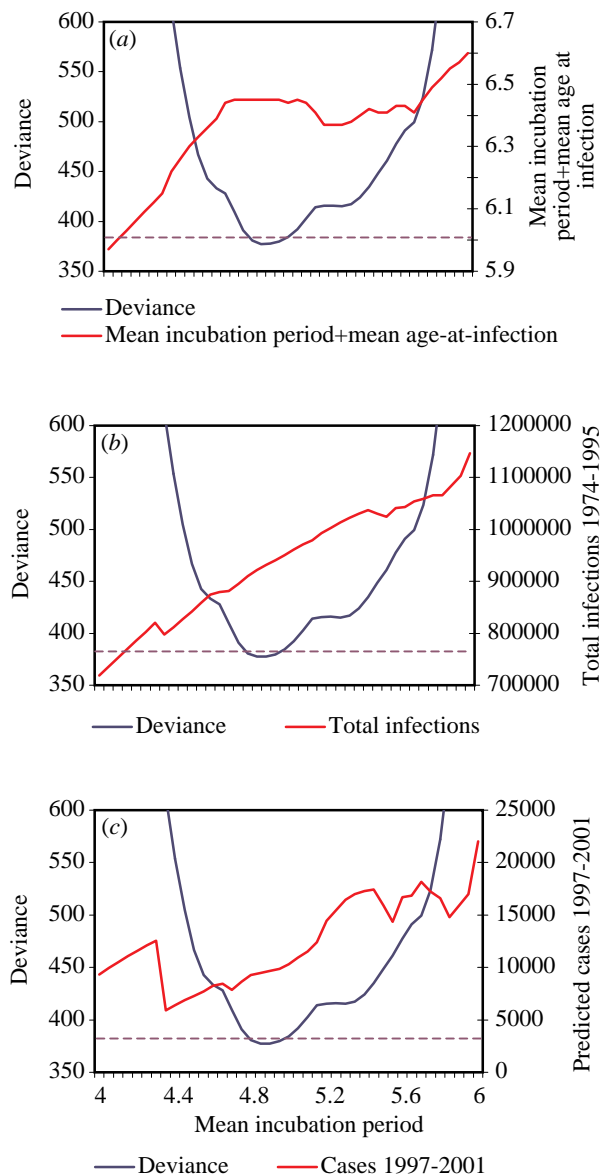 (a)
600
550
500
450
400
350
Deviance
6.7
6.5
6.3
6.1
5.9
Mean incubation
period+mean age at
infection
Deviance
Mean incubation period+mean age-at-infection
(b)
600
550
500
450
400
350
Deviance
1200000
1100000
1000000
900000
800000
700000
Total infections 1974-1995
Deviance Total infections
(c)
600
550
500
450
400
350
Deviance
25000
20000
15000
10000
5000
0
Predicted cases 1997-2001
4 4.4 4.8 5.2 5.6 6
Mean incubation period
Deviance Cases 1997-2001